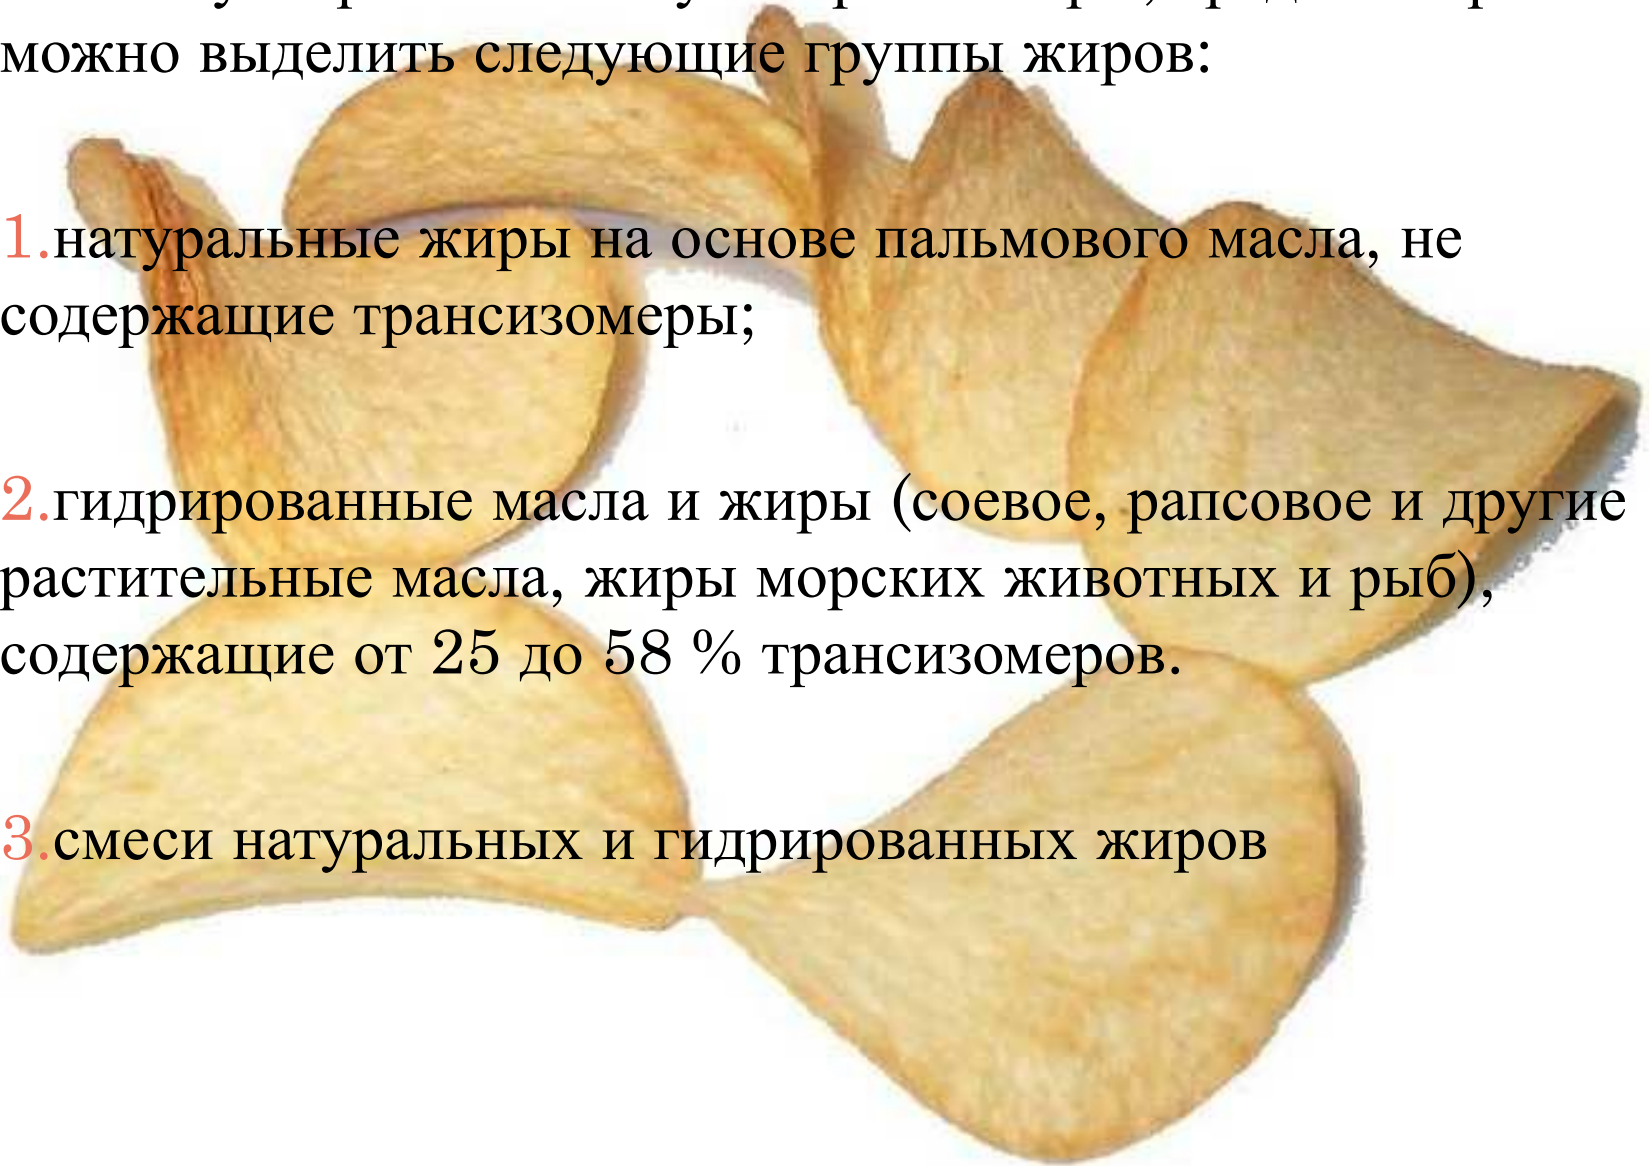 можно выделить следующие группы жиров:
1.натуральные жиры на основе пальмового масла, не
содержащие трансизомеры;
2.гидрированные масла и жиры (соевое, рапсовое и другие
растительные масла, жиры морских животных и рыб),
содержащие от 25 до 58 % трансизомеров.
3.смеси натуральных и гидрированных жиров